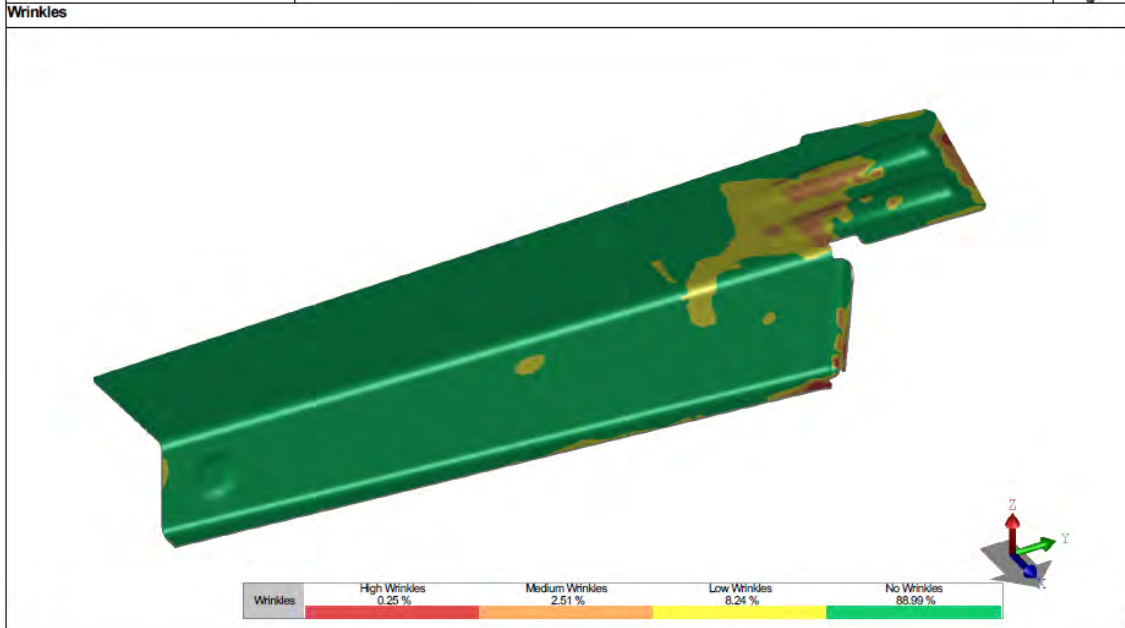 Wrinkles
Z
Y
X
Wrinkles
High Wrinkles
0.25 %
Medium Wrinkles
2.51 %
Low Wrinkles
8.24 %
No Wrinkles
88.99 %